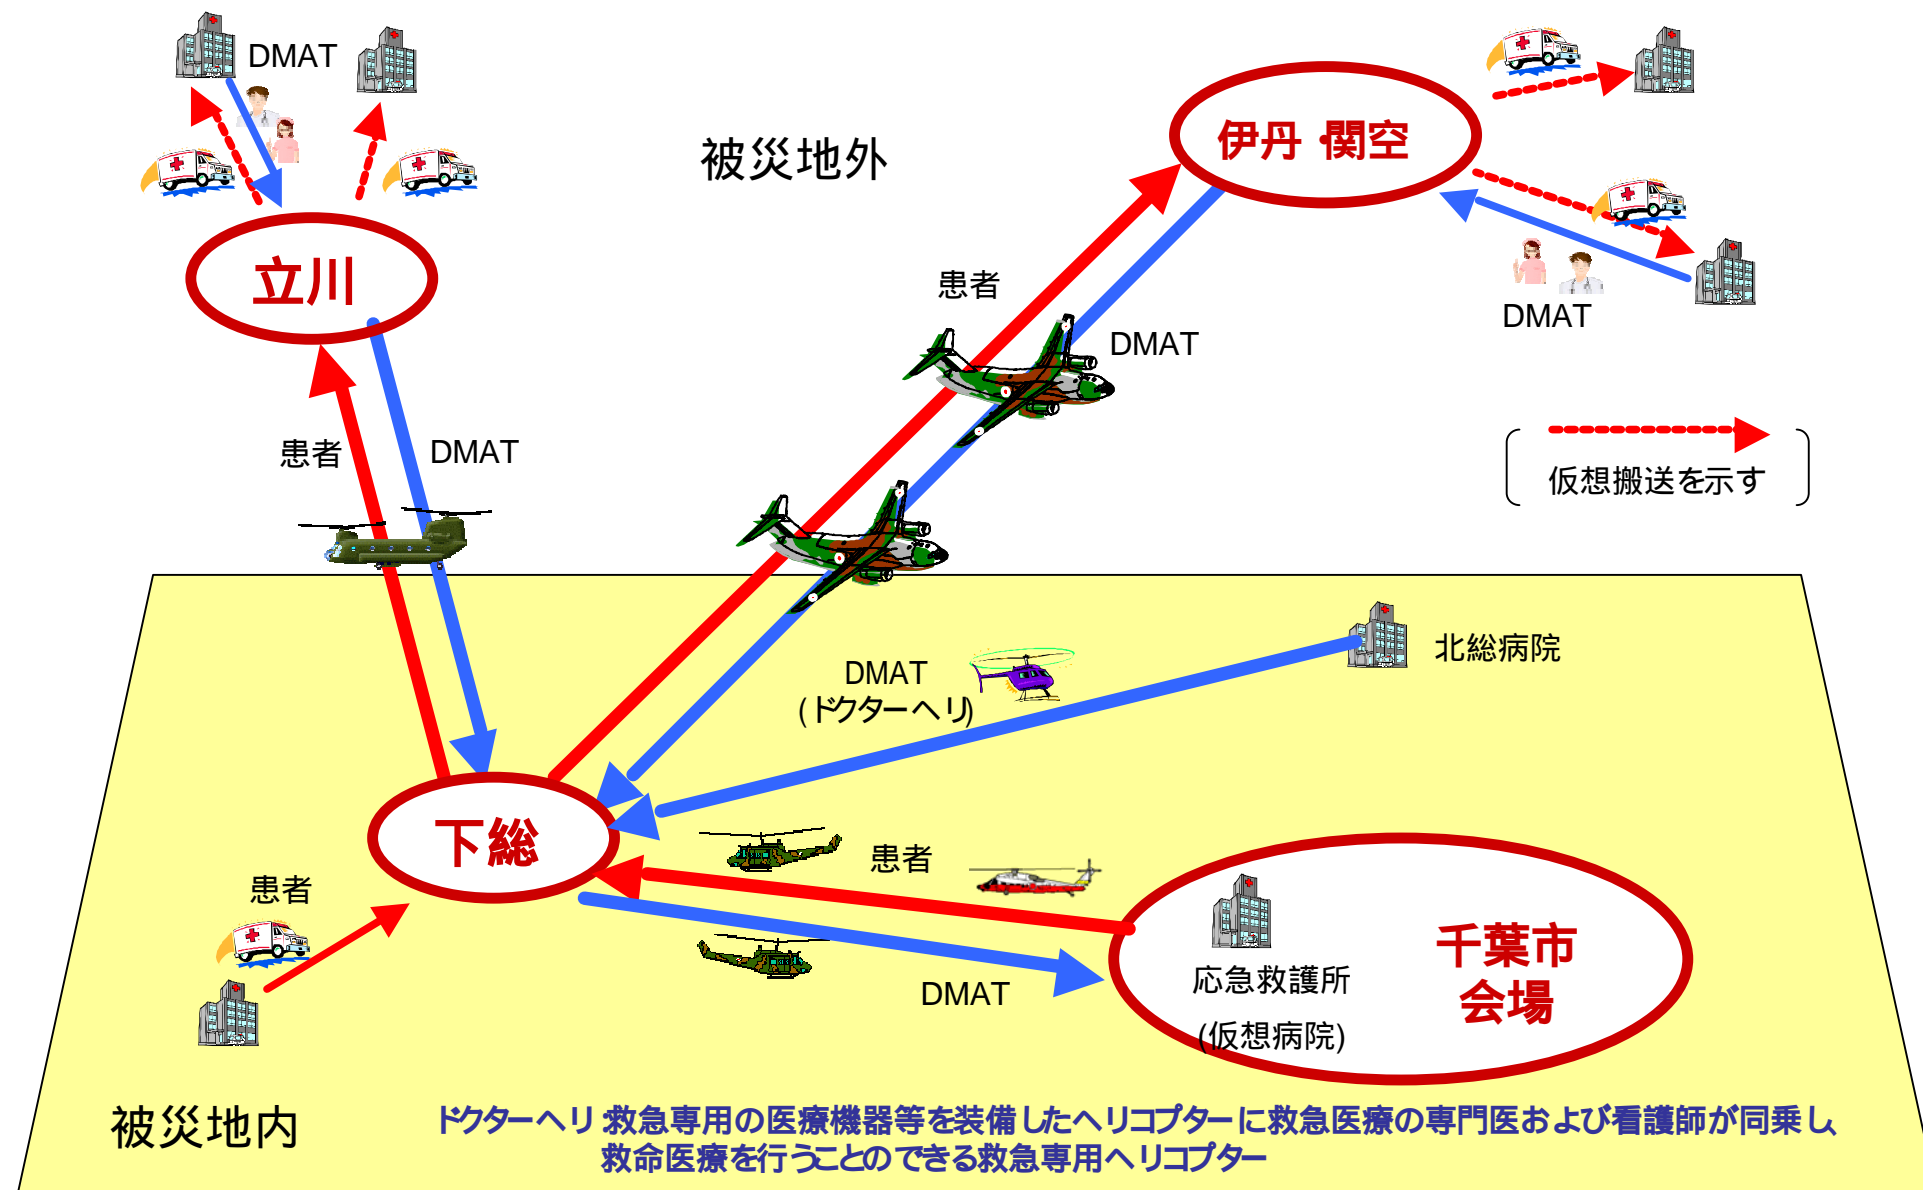 DMAT
被災地外
伊丹・関空
立川
患者
DMAT
DMAT
患者
DMAT
仮想搬送を示す
北総病院
DMAT
(ドクターヘリ)
下総
患者
患者
DMAT
応急救護所
(仮想病院)
千葉市
会場
被災地内
ドクターヘリ:救急専用の医療機器等を装備したヘリコプターに救急医療の専門医および看護師が同乗し、
救命医療を行うことのできる救急専用ヘリコプター